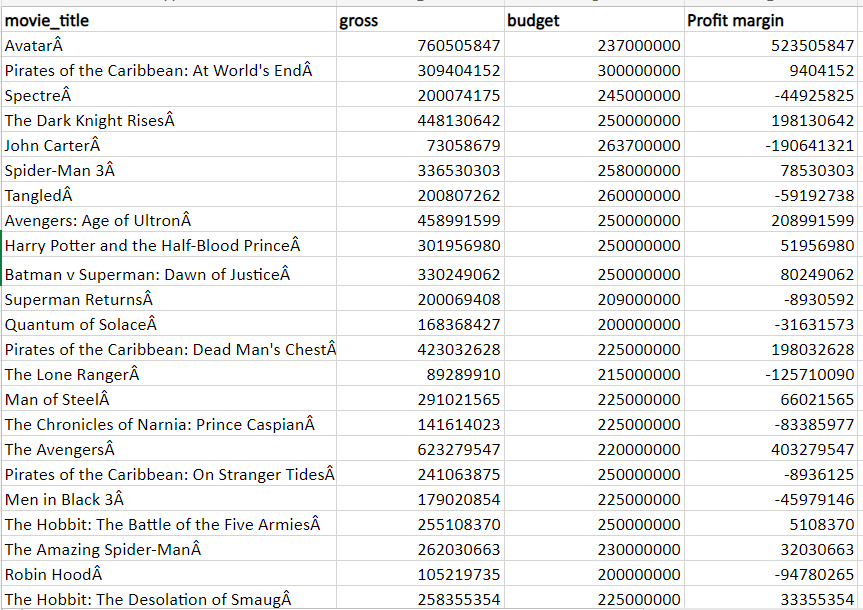 movie_title gross budget Profit margin
AvatarÂ 760505847 237000000 523505847
Pirates of the Caribbean: At World's EndÂ 309404152 300000000 9404152
SpectreÂ 200074175 245000000 -44925825
The Dark Knight RisesÂ 448130642 250000000 198130642
John CarterÂ 73058679 263700000 -190641321
Spider-Man 3Â 336530303 258000000 78530303
TangledÂ 200807262 260000000 -59192738
Avengers: Age of UltronÂ 458991599 250000000 208991599
Harry Potter and the Half-Blood PrinceÂ 301956980 250000000 51956980
Batman v Superman: Dawn of JusticeÂ 330249062 250000000 80249062
Superman ReturnsÂ 200069408 209000000 -8930592
Quantum of SolaceÂ 168368427 200000000 -31631573
Pirates of the Caribbean: Dead Man's ChestÂ 423032628 225000000 198032628
The Lone RangerÂ 89289910 215000000 -125710090
Man of SteelÂ 291021565 225000000 66021565
The Chronicles of Narnia: Prince CaspianÂ 141614023 225000000 -83385977
The AvengersÂ 623279547 220000000 403279547
Pirates of the Caribbean: On Stranger TidesÂ 241063875 250000000 -8936125
Men in Black 3Â 179020854 225000000 -45979146
The Hobbit: The Battle of the Five ArmiesÂ 255108370 250000000 5108370
The Amazing Spider-ManÂ 262030663 230000000 32030663
Robin HoodÂ 105219735 200000000 -94780265
The Hobbit: The Desolation of SmaugÂ 258355354 225000000 33355354